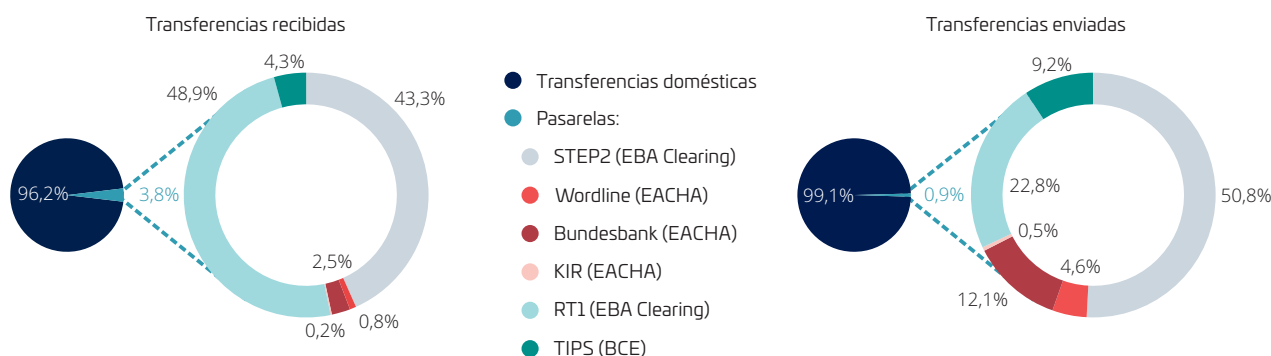 Transferencias recibidas
4,3%
48,9%
43,3%
96,2%
3,8%
2,5%
0,2%
0,8%
Transferencias domésticas
Pasarelas:
STEP2 (EBA Clearing)
Wordline (EACHA)
Bundesbank (EACHA)
KIR (EACHA)
RT1 (EBA Clearing)
TIPS (BCE)
Transferencias enviadas
9,2%
99,1%
0,9%
22,8%
50,8%
0,5%
4,6%
12,1%